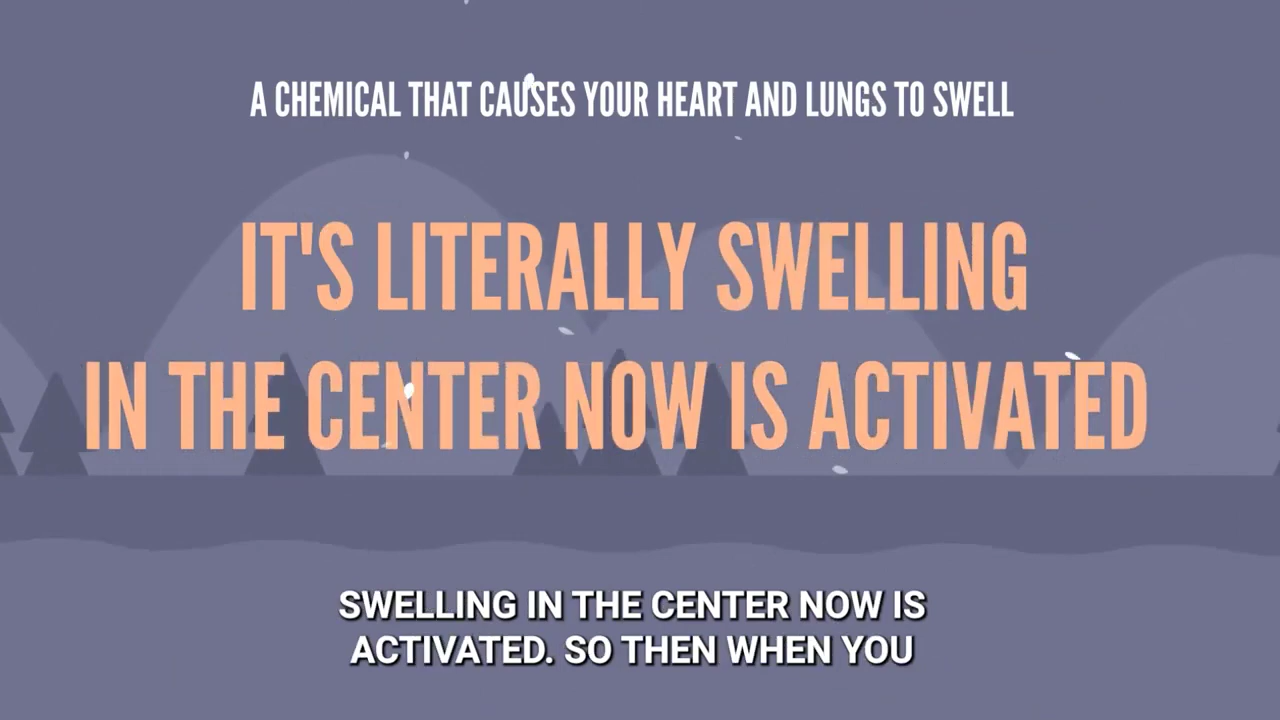 A CHEMICAL THAT CAUSES YOUR HEART AND LUNGS TO SWELL
IT'S LITERALLY SWELLING
IN THE CENTER NOW IS ACTIVATED
SWELLING IN THE CENTER NOW IS
ACTIVATED. SO THEN WHEN YOU